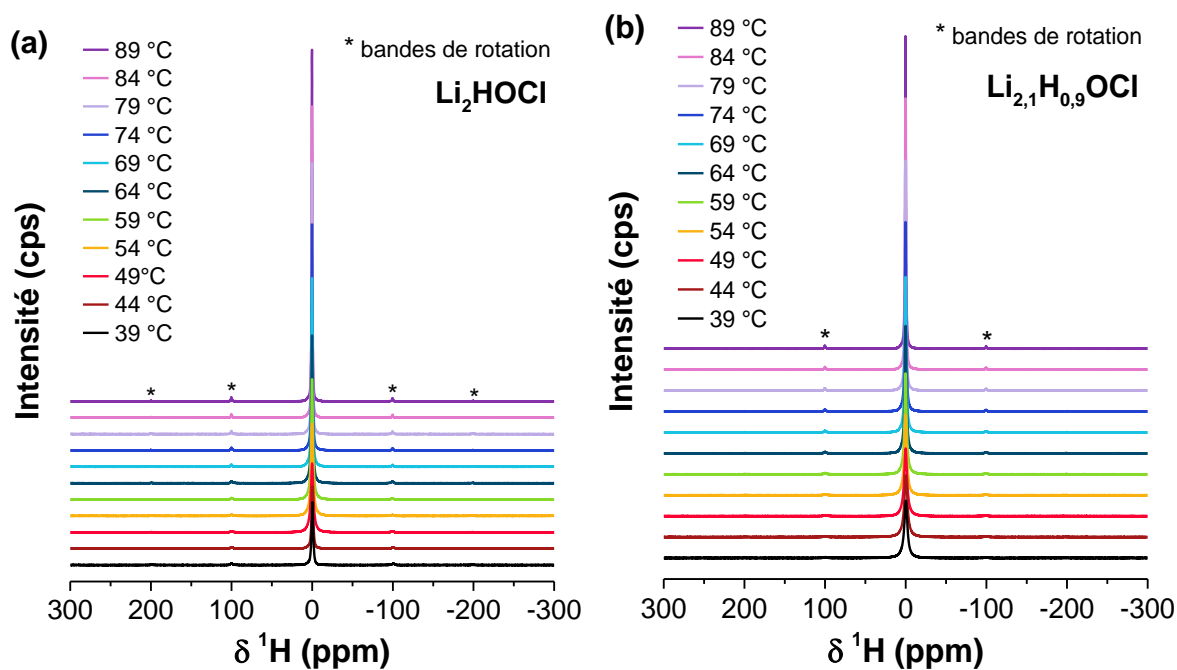 (a)
89 °C
84 °C
79 °C
74 °C
69 °C
64 °C
59 °C
54 °C
49°C
44 °C
39 °C
* bandes de rotation
Li₂HOCl
Intensité (cps)
* * * *
300 200 100 0 -100 -200 -300
δ ¹H (ppm)
(b)
89 °C
84 °C
79 °C
74 °C
69 °C
64 °C
59 °C
54 °C
49 °C
44 °C
39 °C
* bandes de rotation
Li₂,₁H₀,₉OCl
Intensité (cps)
* *
300 200 100 0 -100 -200 -300
δ ¹H (ppm)